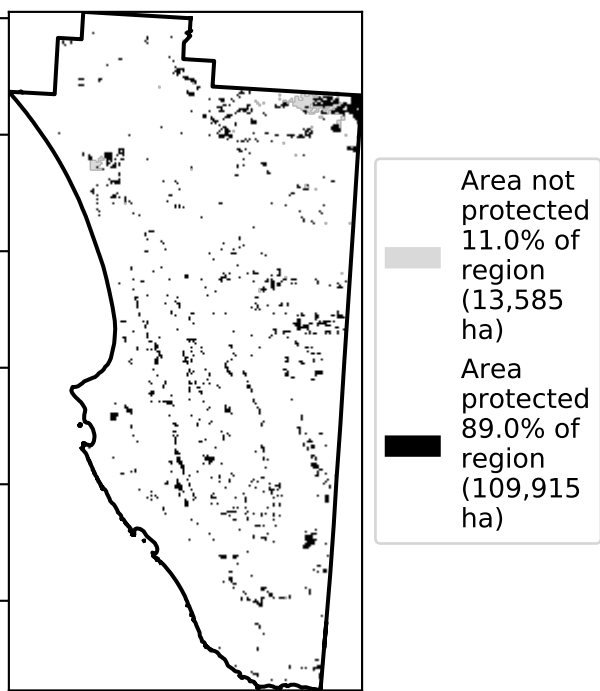 Area not
protected
11.0% of
region
(13,585
ha)
Area
protected
89.0% of
region
(109,915
ha)